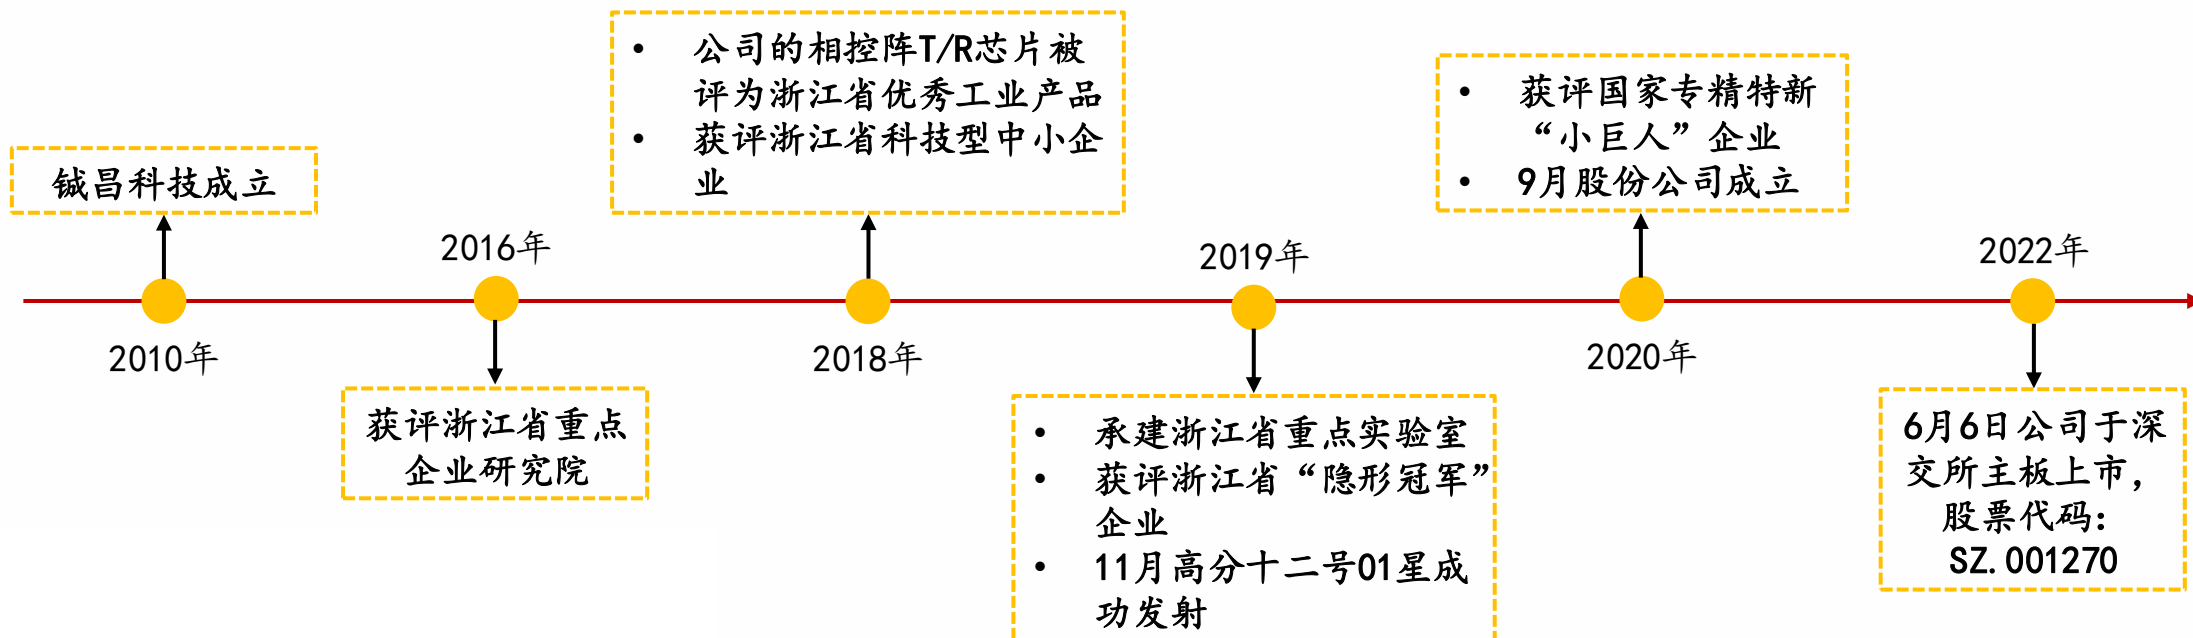 铖昌科技成立
2010年
2016年
获评浙江省重点
企业研究院
• 公司的相控阵T/R芯片被
评为浙江省优秀工业产品
• 获评浙江省科技型中小企
业
2018年
2019年
• 承建浙江省重点实验室
• 获评浙江省“隐形冠军”
企业
• 11月高分十二号01星成
功发射
• 获评国家专精特新
“小巨人”企业
• 9月股份公司成立
2020年
2022年
6月6日公司于深
交所主板上市，
股票代码：
SZ.001270